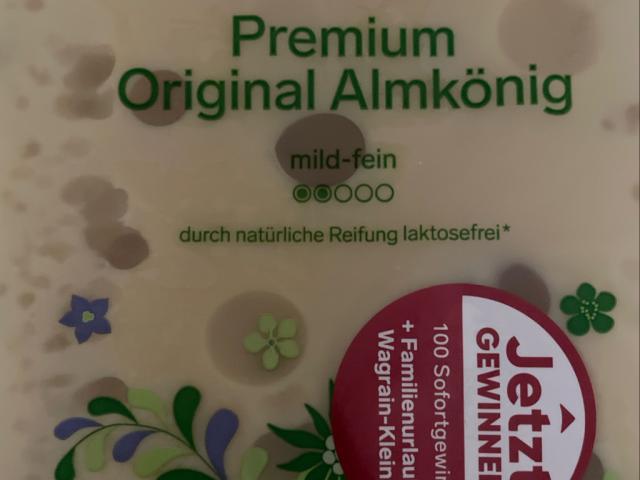 Premium
Original Almkönig
mild-fein
durch natürliche Reifung laktosefrei*
Jetzt
GEWINNE
100 Sofortgewin
+ Familienurlau
Wagrain-Klein